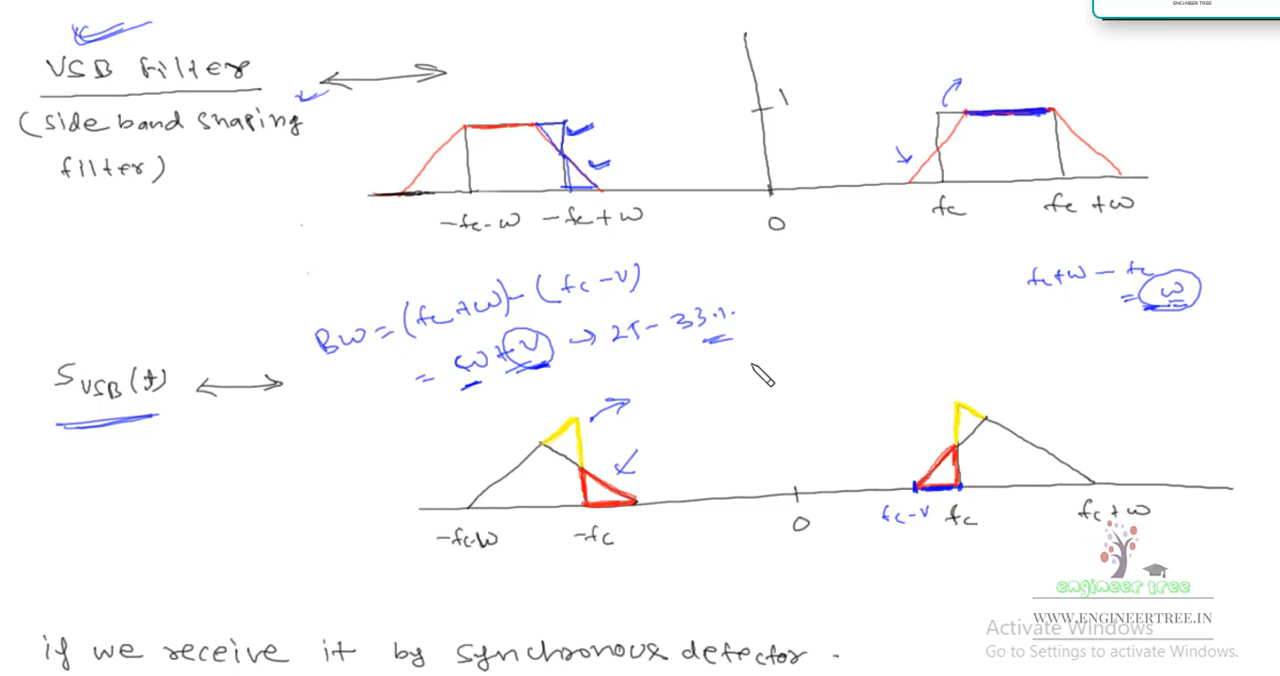 ENGINEER TREE
VSB filter
(side band shaping
filter)
1
-fc-w -fc+w 0 fc fc+w
BW = (fc+w)-(fc-v)
= w+v → 25-33%
fc+w - fc
= w
SVSB(t)
-fc-w -fc 0 fc-v fc fc+w
engineer tree
WWW.ENGINEERTREE.IN
Activate Windows
Go to Settings to activate Windows.
if we receive it by synchronous detector.